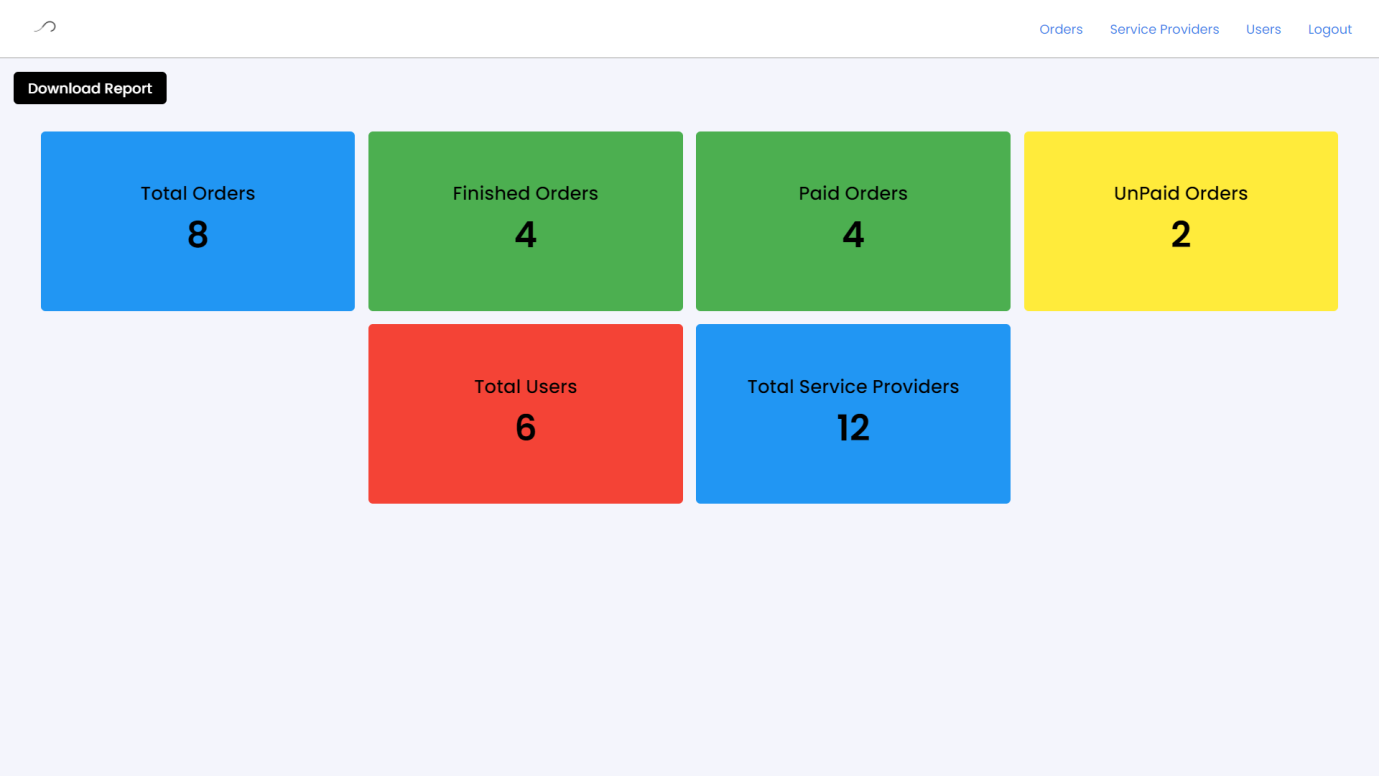 Orders
Service Providers
Users
Logout
Download Report
Total Orders
8
Finished Orders
4
Paid Orders
4
UnPaid Orders
2
Total Users
6
Total Service Providers
12